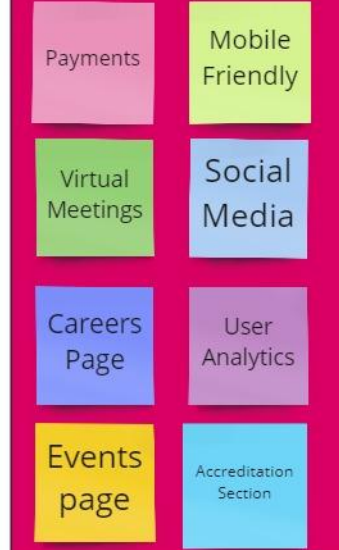 Payments
Mobile
Friendly
Virtual
Meetings
Social
Media
Careers
Page
User
Analytics
Events
page
Accreditation
Section